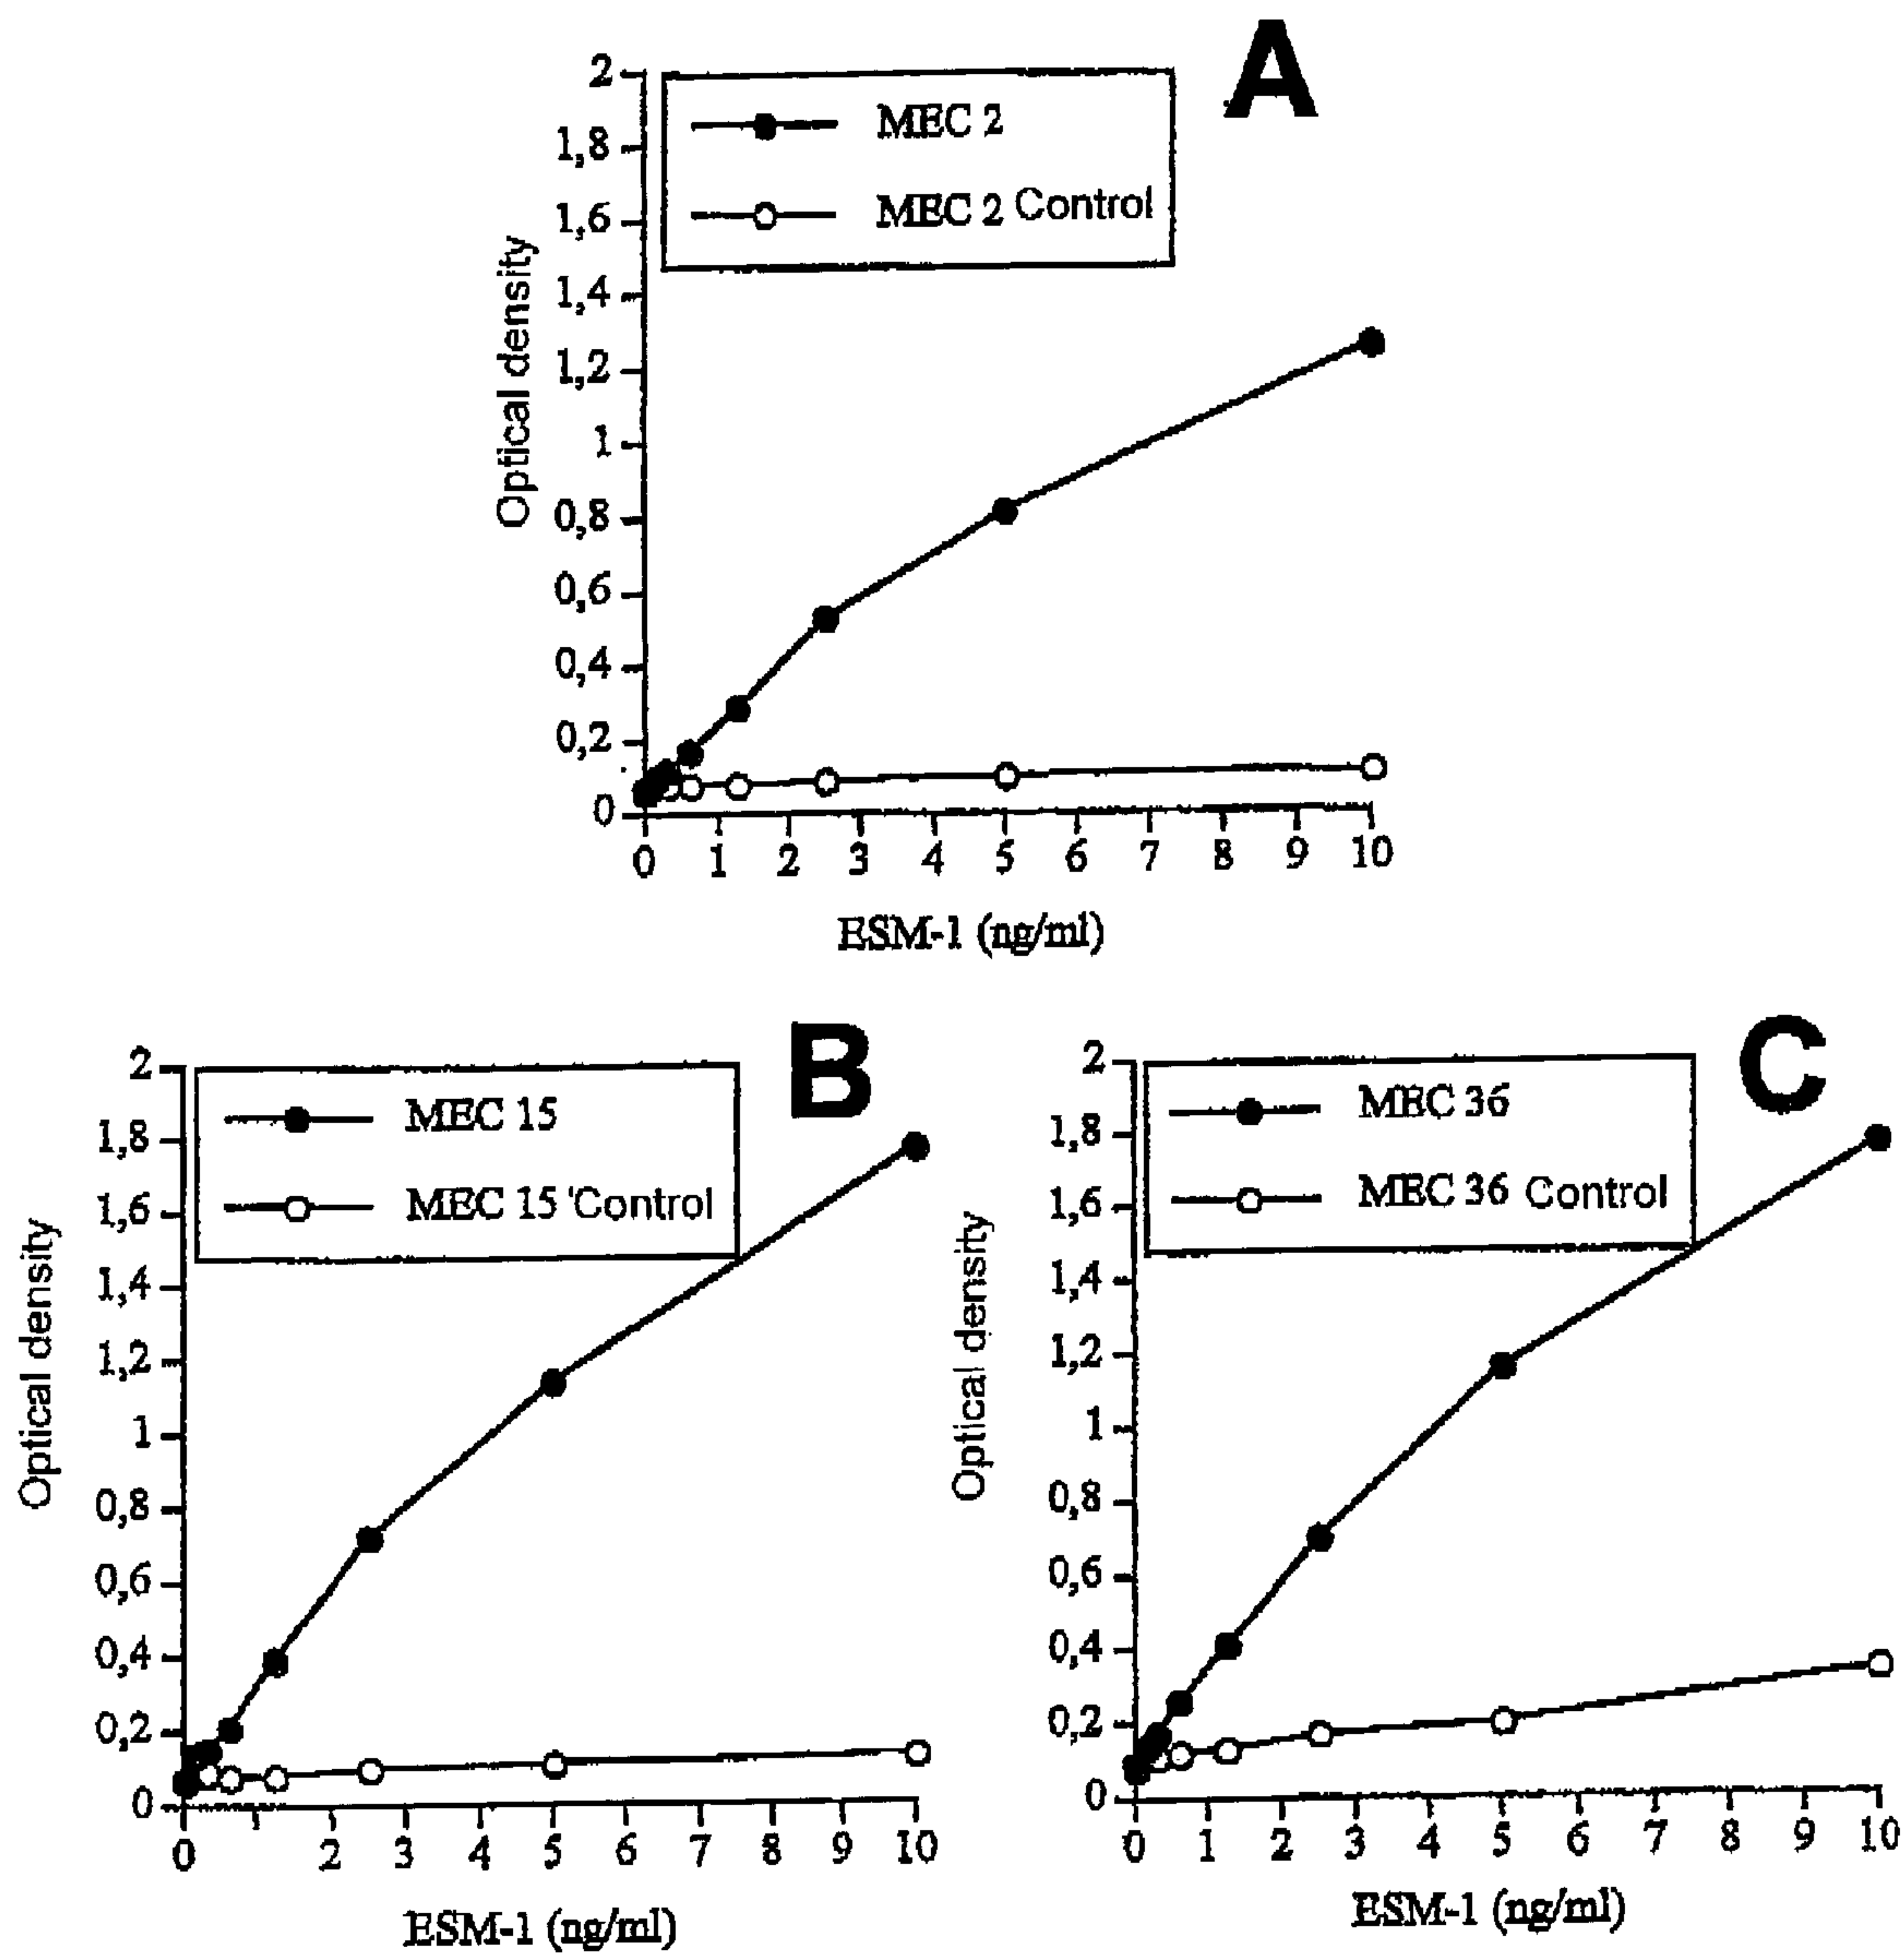 A
2
1,8
1,6
1,4
1,2
1
0,8
0,6
0,4
0,2
0
MEC 2
MEC 2 Control
Optical density
0 1 2 3 4 5 6 7 8 9 10
ESM-1 (ng/ml)
B
2
1,8
1,6
1,4
1,2
1
0,8
0,6
0,4
0,2
0
MEC 15
MEC 15 'Control
Optical density
0 1 2 3 4 5 6 7 8 9 10
ESM-1 (ng/ml)
C
2
1,8
1,6
1,4
1,2
1
0,8
0,6
0,4
0,2
0
MEC 36
MEC 36 Control
Optical density
0 1 2 3 4 5 6 7 8 9 10
ESM-1 (ng/ml)